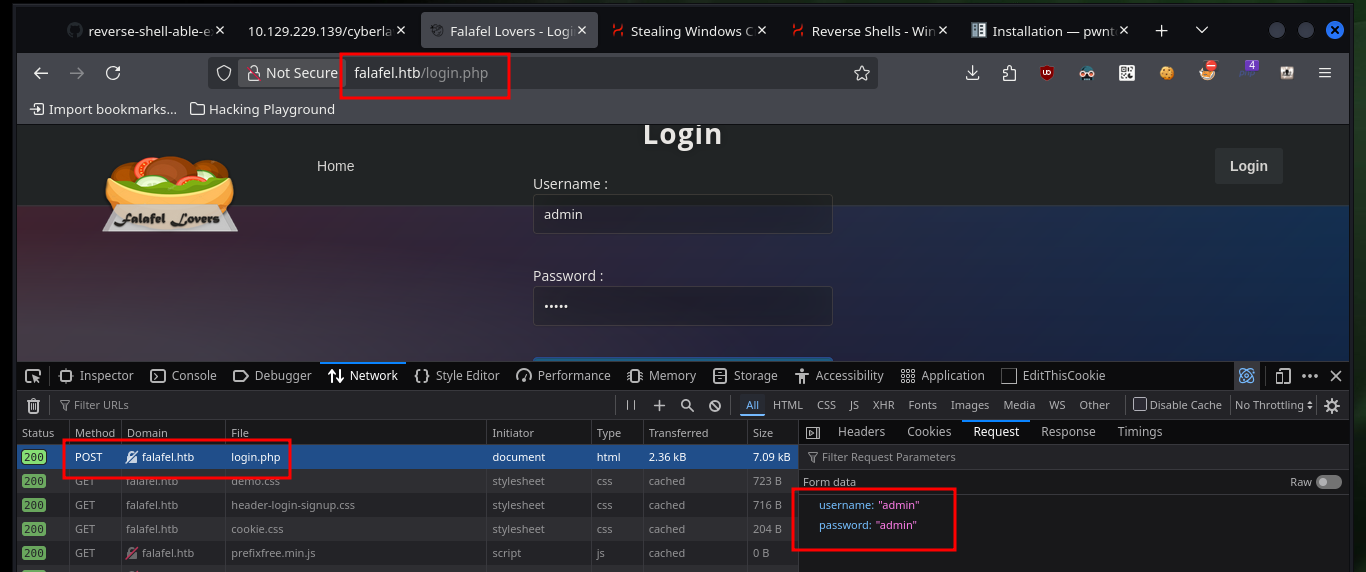 reverse-shell-able-e
10.129.229.139/cyberla
Falafel Lovers - Logi
Stealing Windows C
Reverse Shells - Win
Installation — pwnt
Not Secure
falafel.htb/login.php
4
Import bookmarks...
Hacking Playground
Login
Home
Login
Falafel Lovers
Username :
admin
Password :
•••••
Inspector
Console
Debugger
Network
Style Editor
Performance
Memory
Storage
Accessibility
Application
EditThisCookie
Filter URLs
All
HTML
CSS
JS
XHR
Fonts
Images
Media
WS
Other
Disable Cache
No Throttling
Status Method Domain File Initiator Type Transferred Size
200 POST falafel.htb login.php document html 2.36 kB 7.09 kB
200 GET falafel.htb demo.css stylesheet css cached 723 B
200 GET falafel.htb header-login-signup.css stylesheet css cached 716 B
200 GET falafel.htb cookie.css stylesheet css cached 204 B
200 GET falafel.htb prefixfree.min.js script js cached 0 B
Headers
Cookies
Request
Response
Timings
Filter Request Parameters
Form data
Raw
username: "admin"
password: "admin"